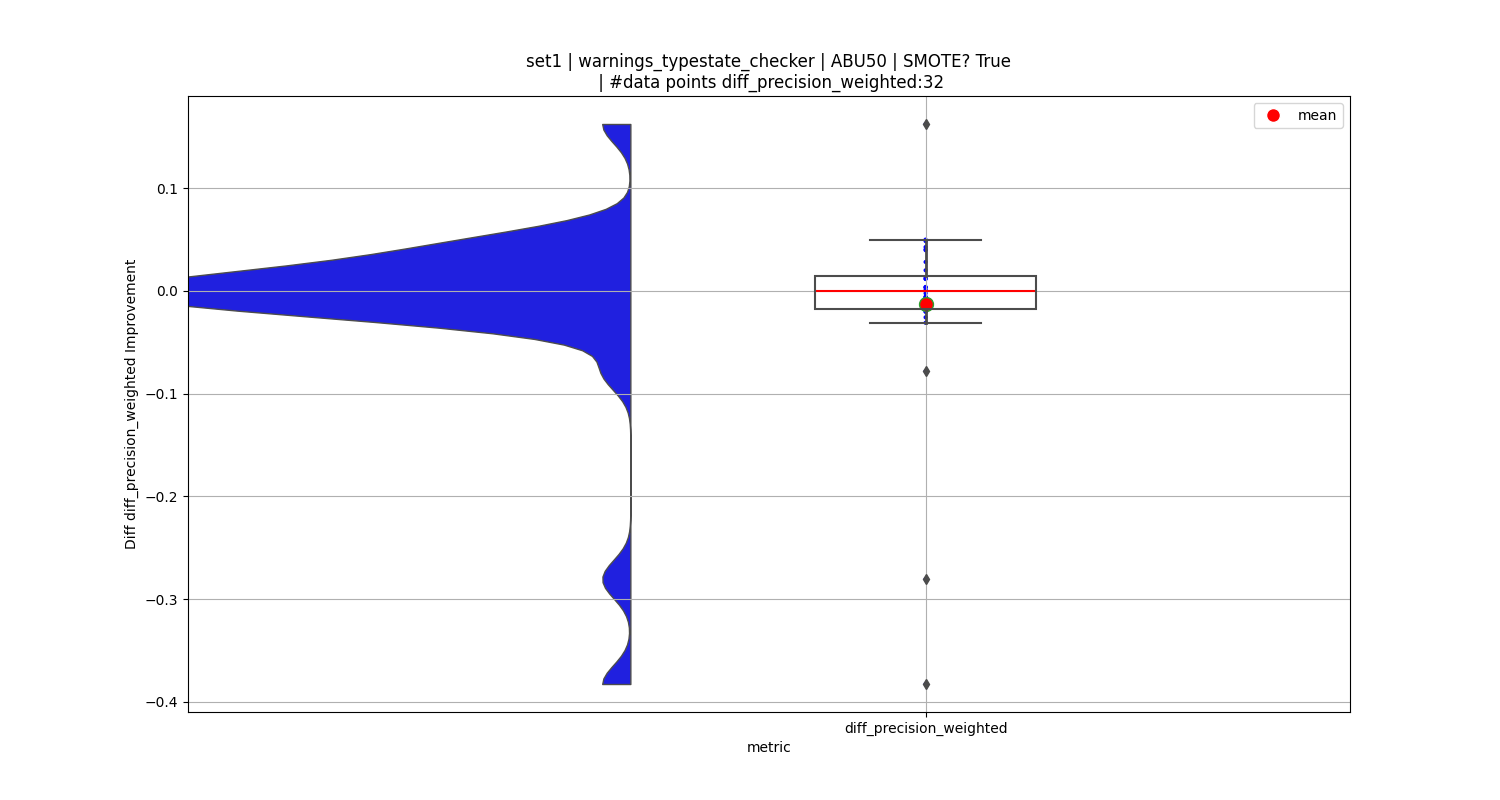 set1 | warnings_typestate_checker | ABU50 | SMOTE? True
| #data points diff_precision_weighted:32
mean
0.1
0.0
−0.1
−0.2
−0.3
−0.4
Diff diff_precision_weighted Improvement
diff_precision_weighted
metric